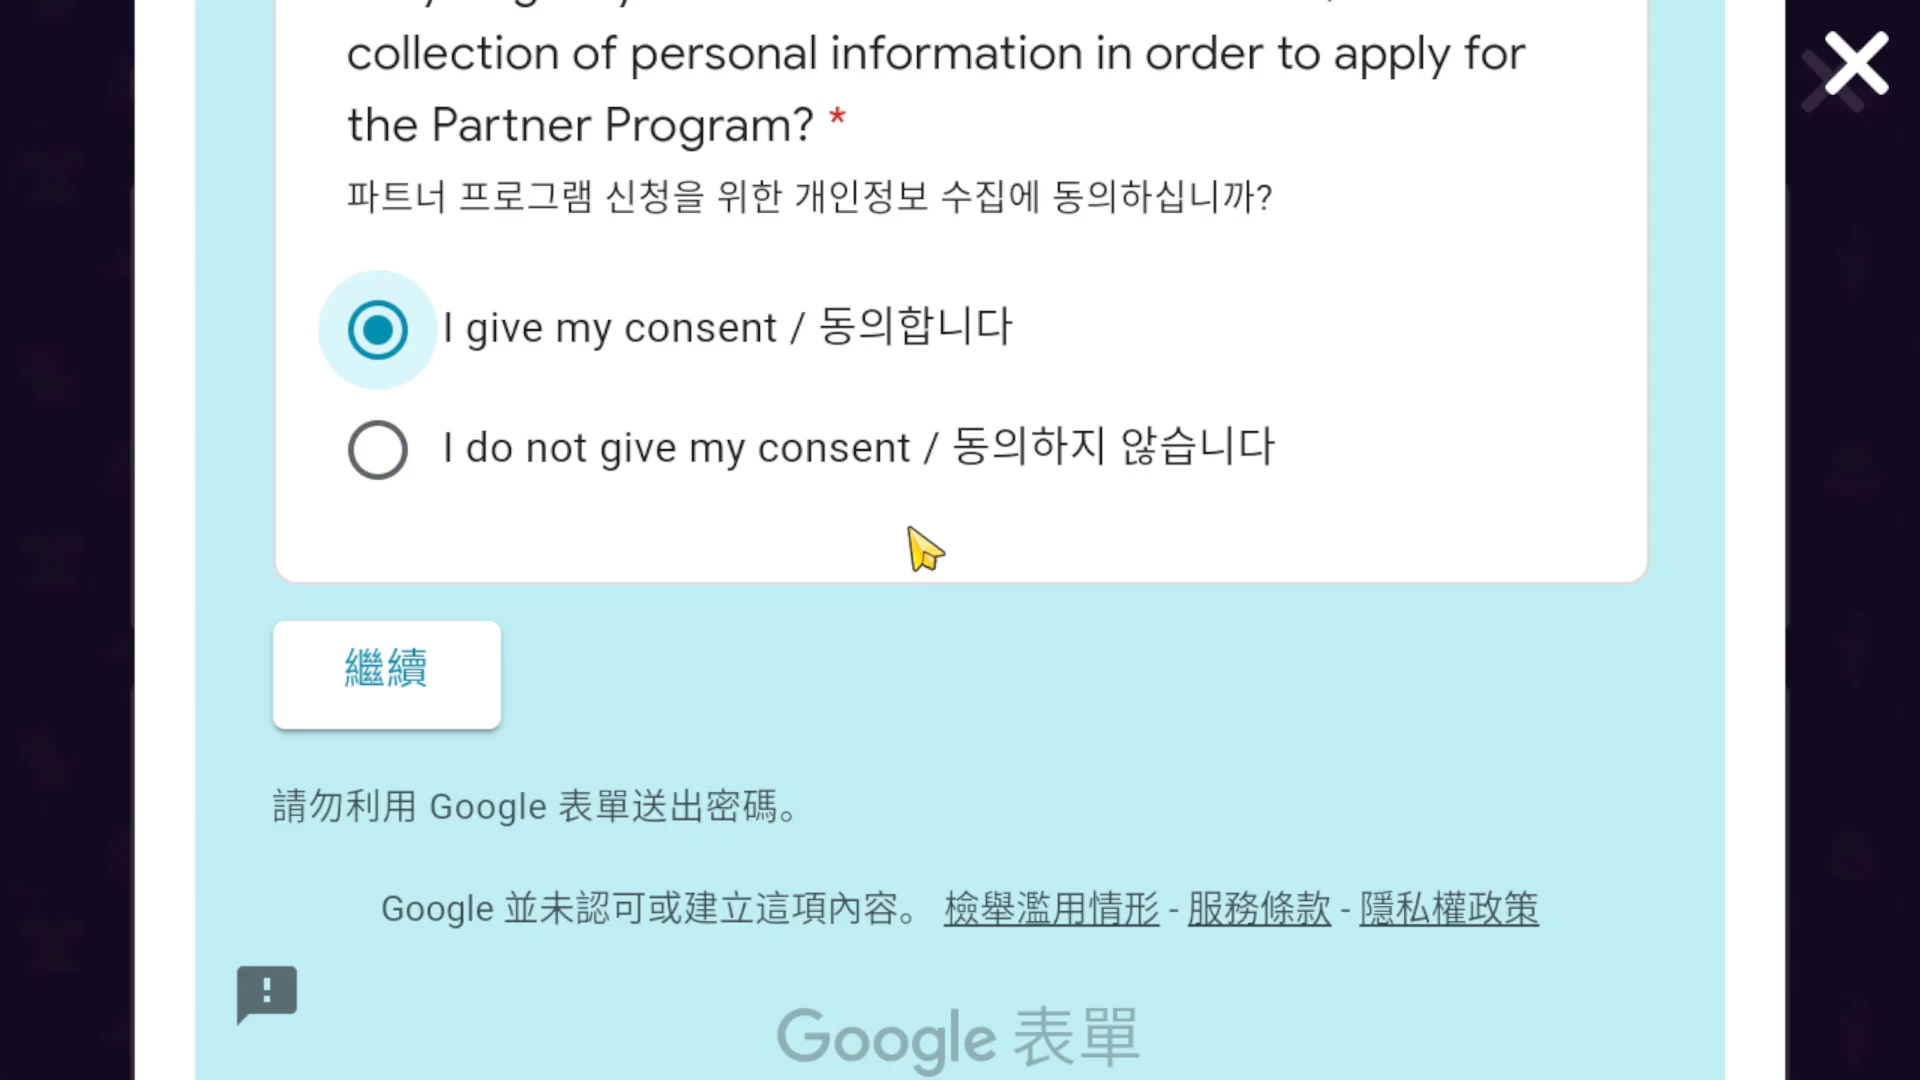 collection of personal information in order to apply for
the Partner Program? *
파트너 프로그램 신청을 위한 개인정보 수집에 동의하십니까?
I give my consent / 동의합니다
I do not give my consent / 동의하지 않습니다
繼續
請勿利用 Google 表單送出密碼。
Google 並未認可或建立這項內容。 檢舉濫用情形 - 服務條款 - 隱私權政策
Google 表單